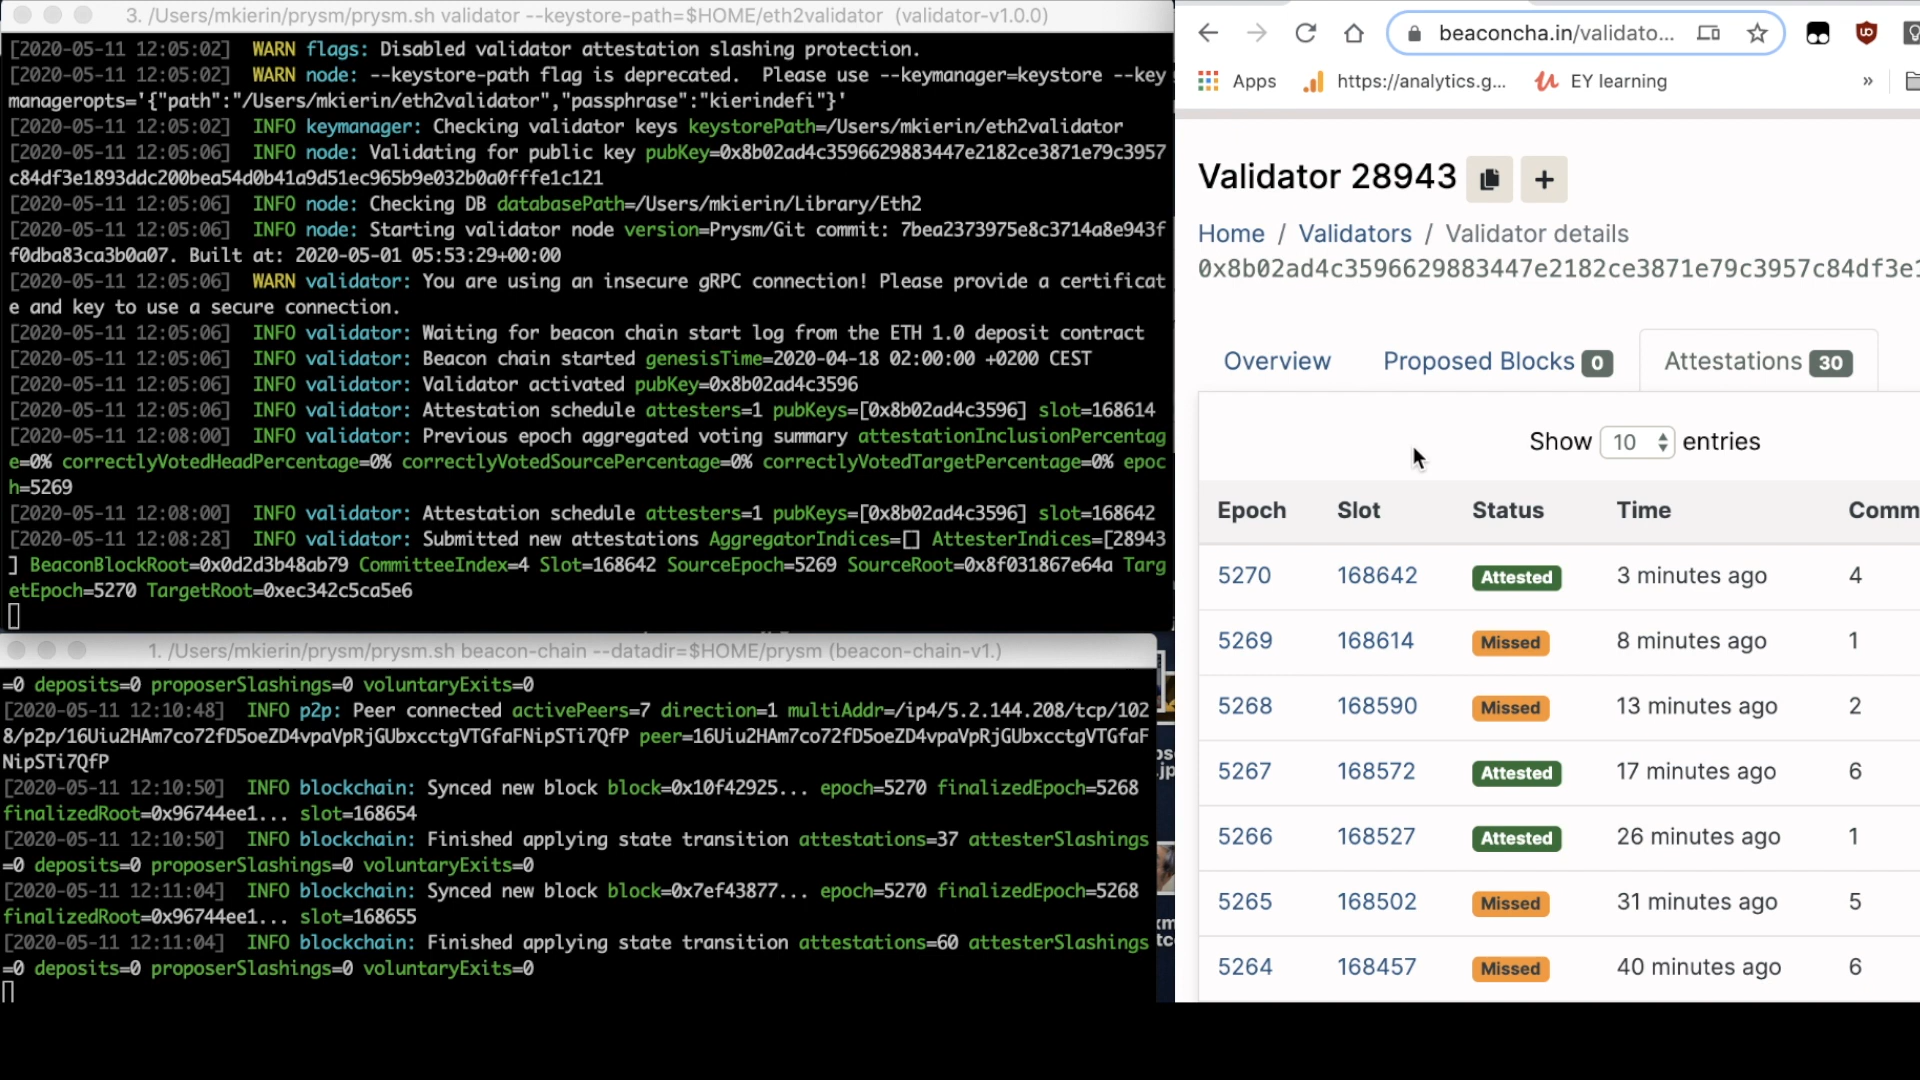 3. /Users/mkierin/prysm/prysm.sh validator --keystore-path=$HOME/eth2validator (validator-v1.0.0)
[2020-05-11 12:05:02]  WARN flags: Disabled validator attestation slashing protection.
[2020-05-11 12:05:02]  WARN node: --keystore-path flag is deprecated.  Please use --keymanager=keystore --key
manageropts='{"path":"/Users/mkierin/eth2validator","passphrase":"kierindefi"}'
[2020-05-11 12:05:02]  INFO keymanager: Checking validator keys keystorePath=/Users/mkierin/eth2validator
[2020-05-11 12:05:06]  INFO node: Validating for public key pubKey=0x8b02ad4c3596629883447e2182ce3871e79c3957
c84df3e1893ddc200bea54d0b41a9d51ec965b9e032b0a0fffe1c121
[2020-05-11 12:05:06]  INFO node: Checking DB databasePath=/Users/mkierin/Library/Eth2
[2020-05-11 12:05:06]  INFO node: Starting validator node version=Prysm/Git commit: 7bea2373975e8c3714a8e943f
f0dba83ca3b0a07. Built at: 2020-05-01 05:53:29+00:00
[2020-05-11 12:05:06]  WARN validator: You are using an insecure gRPC connection! Please provide a certificat
e and key to use a secure connection.
[2020-05-11 12:05:06]  INFO validator: Waiting for beacon chain start log from the ETH 1.0 deposit contract
[2020-05-11 12:05:06]  INFO validator: Beacon chain started genesisTime=2020-04-18 02:00:00 +0200 CEST
[2020-05-11 12:05:06]  INFO validator: Validator activated pubKey=0x8b02ad4c3596
[2020-05-11 12:05:06]  INFO validator: Attestation schedule attesters=1 pubKeys=[0x8b02ad4c3596] slot=168614
[2020-05-11 12:08:00]  INFO validator: Previous epoch aggregated voting summary attestationInclusionPercentag
e=0% correctlyVotedHeadPercentage=0% correctlyVotedSourcePercentage=0% correctlyVotedTargetPercentage=0% epoc
h=5269
[2020-05-11 12:08:00]  INFO validator: Attestation schedule attesters=1 pubKeys=[0x8b02ad4c3596] slot=168642
[2020-05-11 12:08:28]  INFO validator: Submitted new attestations AggregatorIndices=[] AttesterIndices=[28943
] BeaconBlockRoot=0x0d2d3b48ab79 CommitteeIndex=4 Slot=168642 SourceEpoch=5269 SourceRoot=0x8f031867e64a Targ
etEpoch=5270 TargetRoot=0xec342c5ca5e6
1. /Users/mkierin/prysm/prysm.sh beacon-chain --datadir=$HOME/prysm (beacon-chain-v1.)
=0 deposits=0 proposerSlashings=0 voluntaryExits=0
[2020-05-11 12:10:48]  INFO p2p: Peer connected activePeers=7 direction=1 multiAddr=/ip4/5.2.144.208/tcp/102
8/p2p/16Uiu2HAm7co72fD5oeZD4vpaVpRjGUbxcctgVTGfaFNipSTi7QfP peer=16Uiu2HAm7co72fD5oeZD4vpaVpRjGUbxcctgVTGfaF
NipSTi7QfP
[2020-05-11 12:10:50]  INFO blockchain: Synced new block block=0x10f42925... epoch=5270 finalizedEpoch=5268
finalizedRoot=0x96744ee1... slot=168654
[2020-05-11 12:10:50]  INFO blockchain: Finished applying state transition attestations=37 attesterSlashings
=0 deposits=0 proposerSlashings=0 voluntaryExits=0
[2020-05-11 12:11:04]  INFO blockchain: Synced new block block=0x7ef43877... epoch=5270 finalizedEpoch=5268
finalizedRoot=0x96744ee1... slot=168655
[2020-05-11 12:11:04]  INFO blockchain: Finished applying state transition attestations=60 attesterSlashings
=0 deposits=0 proposerSlashings=0 voluntaryExits=0
beaconcha.in/validato...
Apps https://analytics.g... EY learning »
Validator 28943
Home / Validators / Validator details
0x8b02ad4c3596629883447e2182ce3871e79c3957c84df3e1
Overview Proposed Blocks 0 Attestations 30
Show 10 entries
Epoch Slot Status Time Comm
5270 168642 Attested 3 minutes ago 4
5269 168614 Missed 8 minutes ago 1
5268 168590 Missed 13 minutes ago 2
5267 168572 Attested 17 minutes ago 6
5266 168527 Attested 26 minutes ago 1
5265 168502 Missed 31 minutes ago 5
5264 168457 Missed 40 minutes ago 6